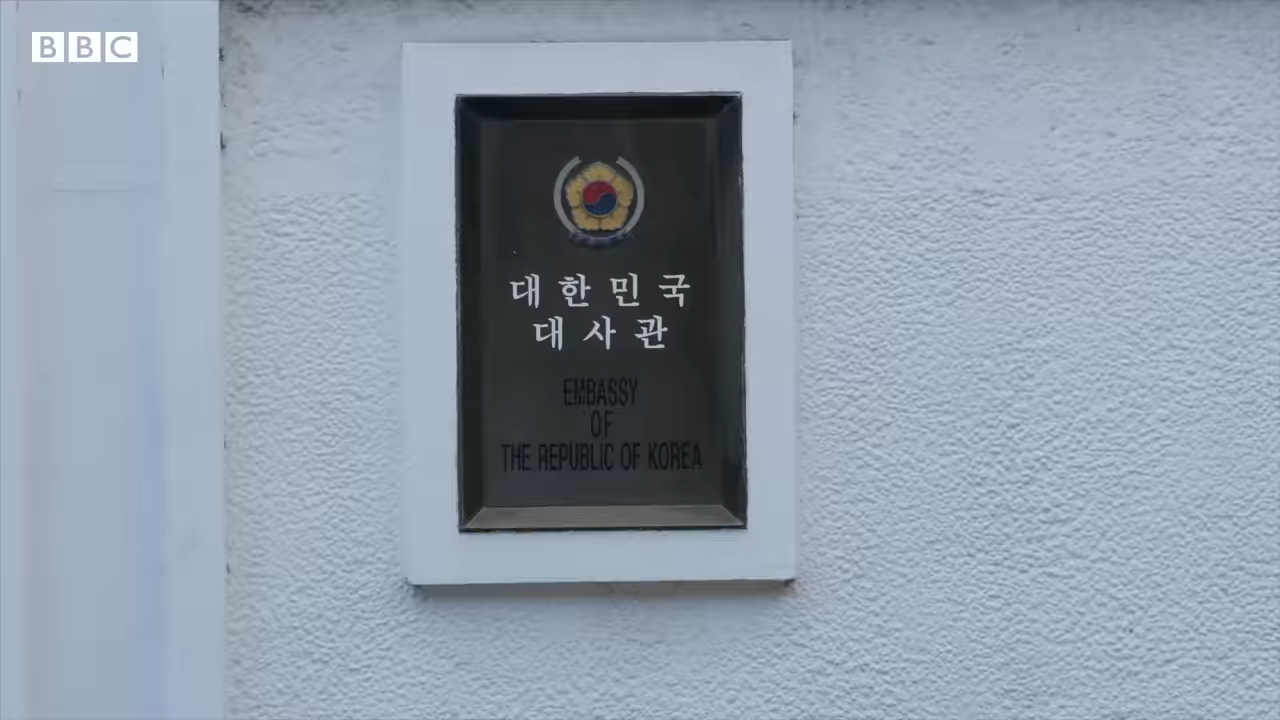 BBC
대한민국
대사관
EMBASSY
OF
THE REPUBLIC OF KOREA